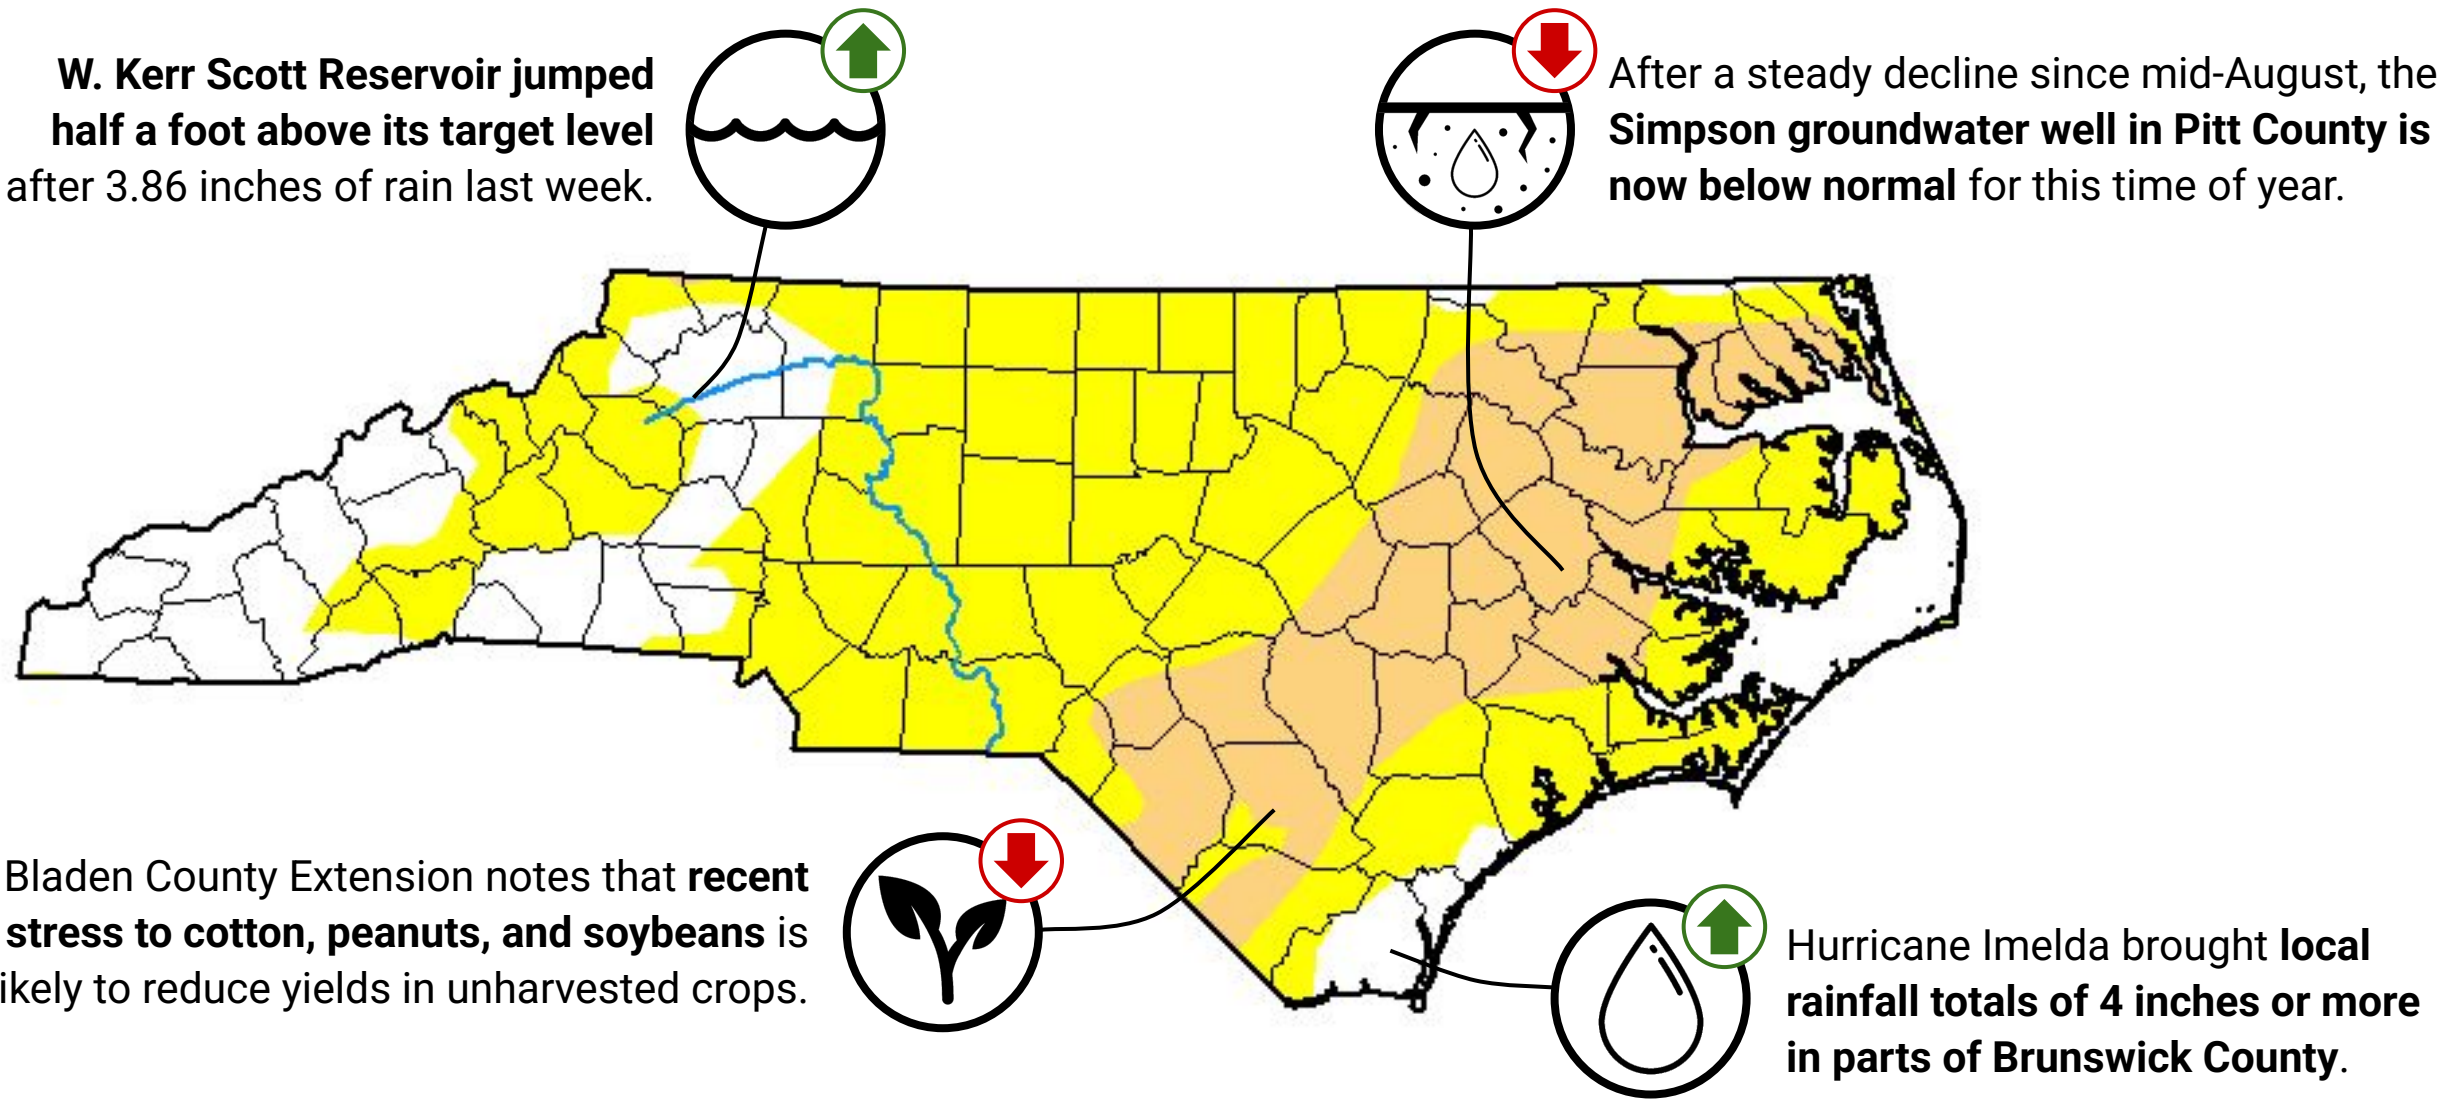 W. Kerr Scott Reservoir jumped
half a foot above its target level
after 3.86 inches of rain last week.
After a steady decline since mid-August, the
Simpson groundwater well in Pitt County is
now below normal for this time of year.
Bladen County Extension notes that recent
stress to cotton, peanuts, and soybeans is
ikely to reduce yields in unharvested crops.
Hurricane Imelda brought local
rainfall totals of 4 inches or more
in parts of Brunswick County.